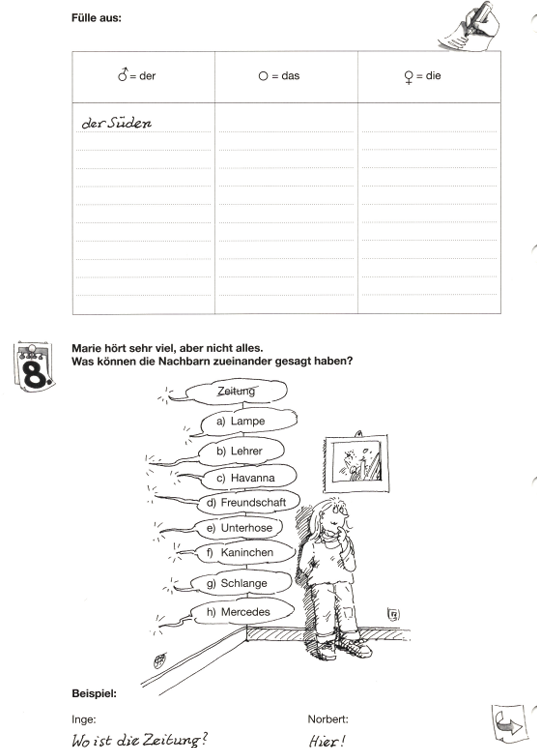 Fülle aus:
♂ = der
○ = das
♀ = die
der Süden
8.
Marie hört sehr viel, aber nicht alles.
Was können die Nachbarn zueinander gesagt haben?
Zeitung
a) Lampe
b) Lehrer
c) Havanna
d) Freundschaft
e) Unterhose
f) Kaninchen
g) Schlange
h) Mercedes
Beispiel:
Inge:
Norbert:
Wo ist die Zeitung?
Hier!